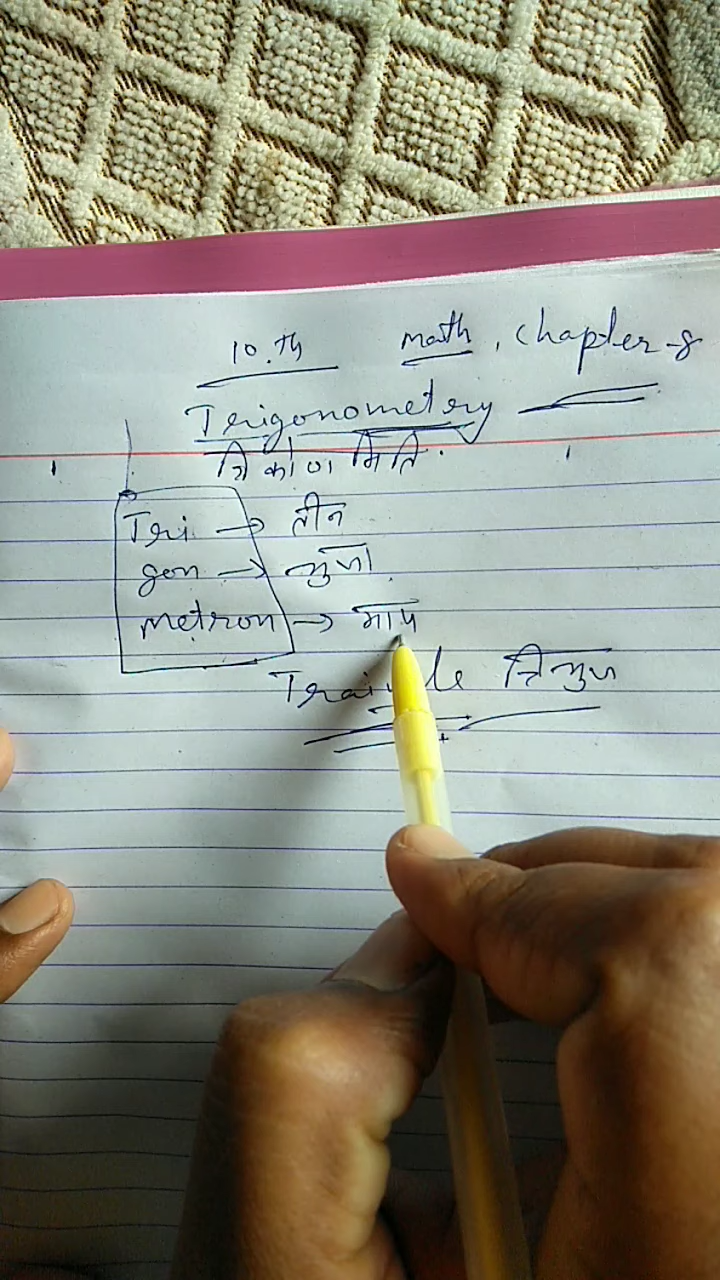 10.Th math, chapter-8
Trigonometry
त्रिकोणमिति.
Tri → तीन
gon → भुजा
metron → माप
त्रिभुज